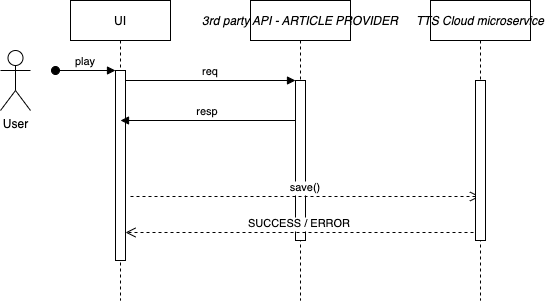 UI
3rd party API - ARTICLE PROVIDER
TTS Cloud microservice
play
req
User
resp
save()
SUCCESS / ERROR